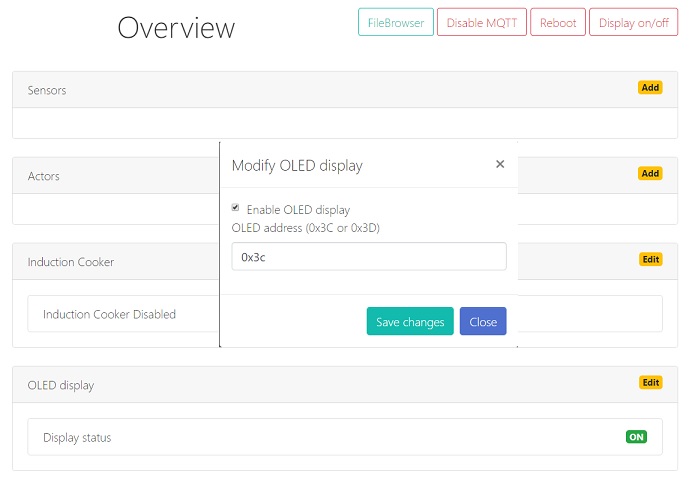 Overview
FileBrowser Disable MQTT Reboot Display on/off
Sensors Add
Actors Add
Modify OLED display ×
Enable OLED display
OLED address (0x3C or 0x3D)
0x3c
Save changes Close
Induction Cooker Edit
Induction Cooker Disabled
OLED display Edit
Display status ON